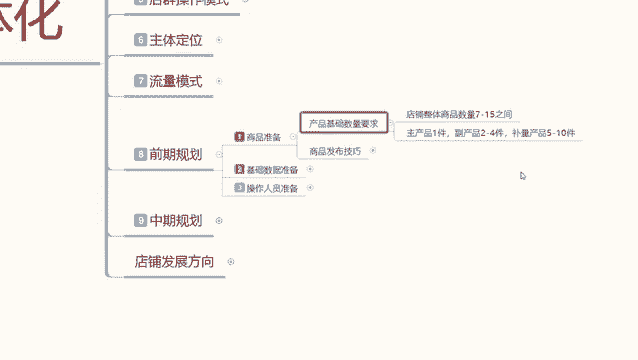 体化
5 店群操作模式
6 主体定位
7 流量模式
8 前期规划
1 商品准备
产品基础数量要求
店铺整体商品数量7-15之间
主产品1件，副产品2-4件，补量产品5-10件
商品发布技巧
2 基础数据准备
3 操作人员准备
9 中期规划
店铺发展方向